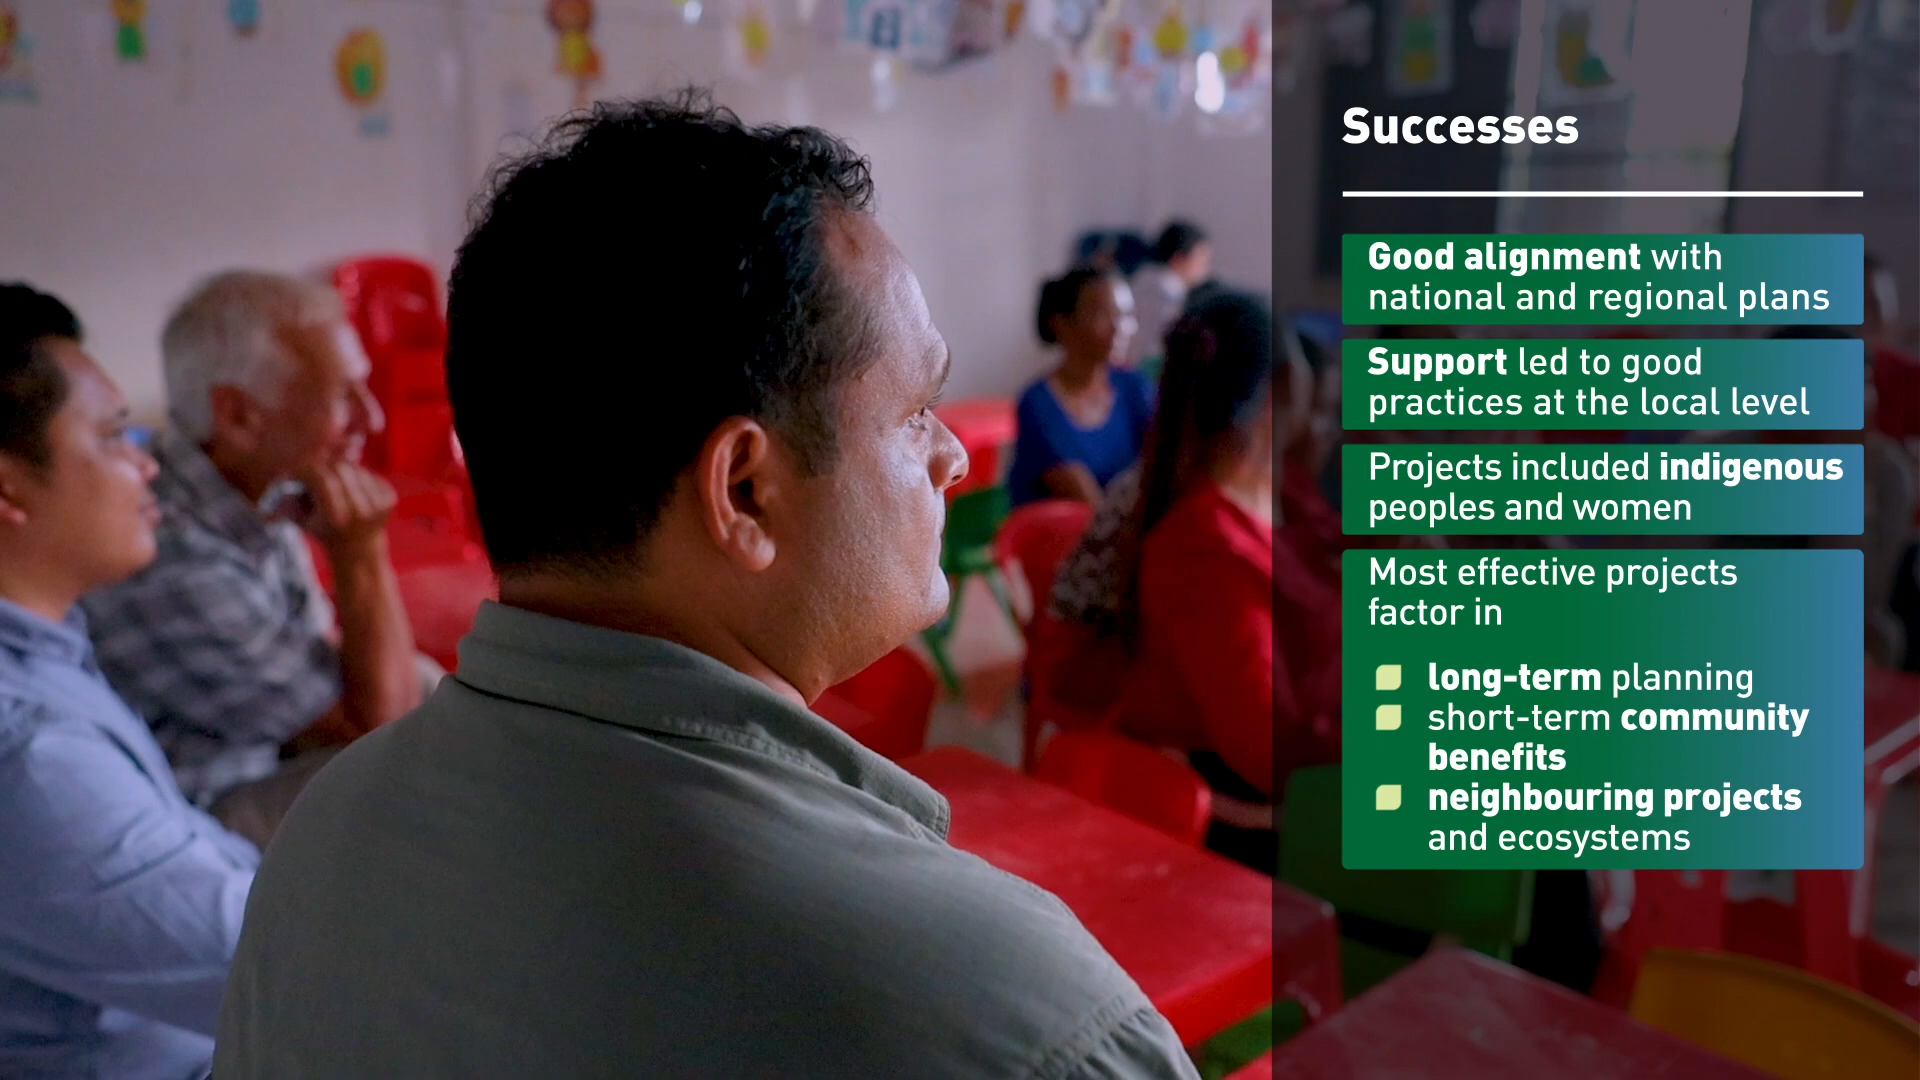 Successes
Good alignment with
national and regional plans
Support led to good
practices at the local level
Projects included indigenous
peoples and women
Most effective projects
factor in
long-term planning
short-term community
benefits
neighbouring projects
and ecosystems